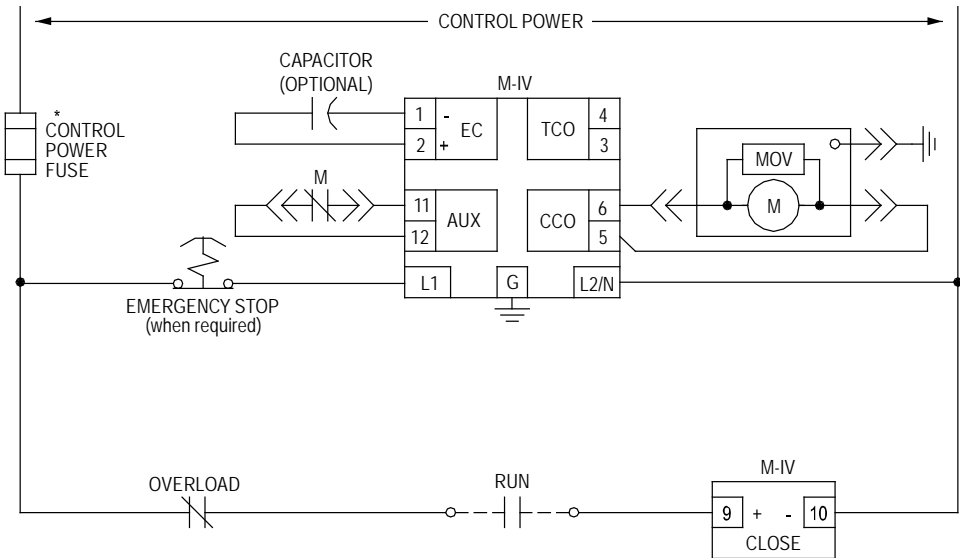 CONTROL POWER
CAPACITOR
(OPTIONAL)
M-IV
*
CONTROL
POWER
FUSE
1 - EC TCO 4
2 + 3
MOV
M
11 AUX CCO 6
12 5
M
L1 G L2/N
EMERGENCY STOP
(when required)
OVERLOAD
RUN
M-IV
9 + - 10
CLOSE